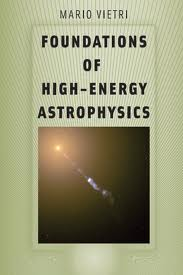 MARIO VIETRI
FOUNDATIONS
OF
HIGH-ENERGY
ASTROPHYSICS